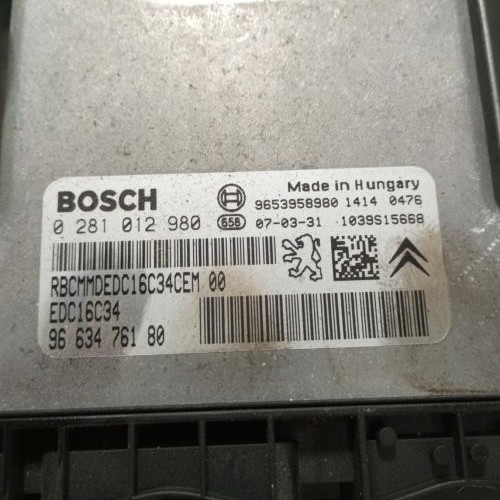 BOSCH
Made in Hungary
9653958980 1414 0476
0 281 012 980 658 07-03-31 1039S15668
RBCMMDEDC16C34CEM 00
EDC16C34
96 634 761 80